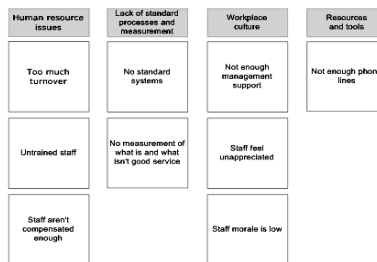 Human resource
issues
Too much
turnover
Untrained staff
Staff aren't
compensated
enough
Lack of standard
processes and
measurement
No standard
systems
No measurement of
what is and what
isn't good service
Workplace
culture
Not enough
management
support
Staff feel
unappreciated
Staff morale is low
Resources
and tools
Not enough phon
lines